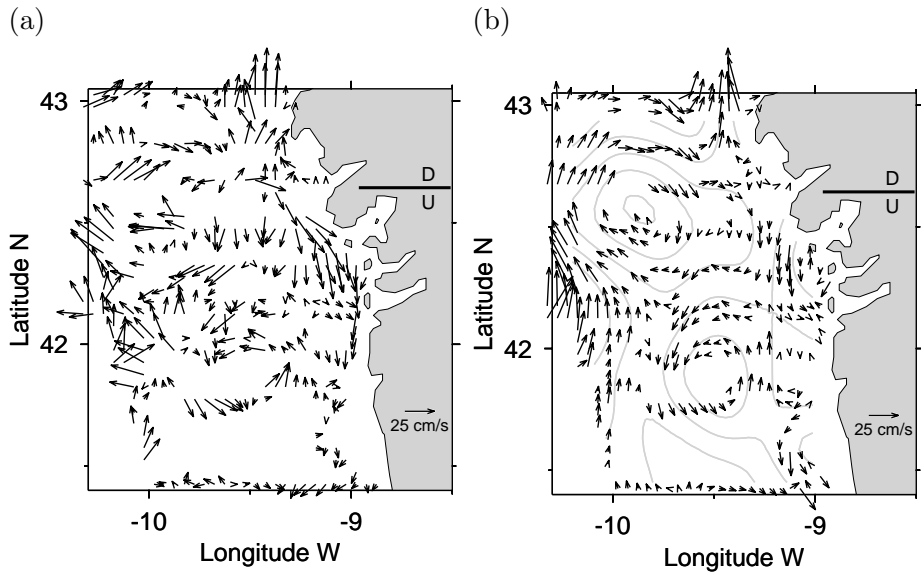 (a) (b)
43 43
D D
U U
Latitude N Latitude N
42 42
25 cm/s 25 cm/s
-10 -9 -10 -9
Longitude W Longitude W